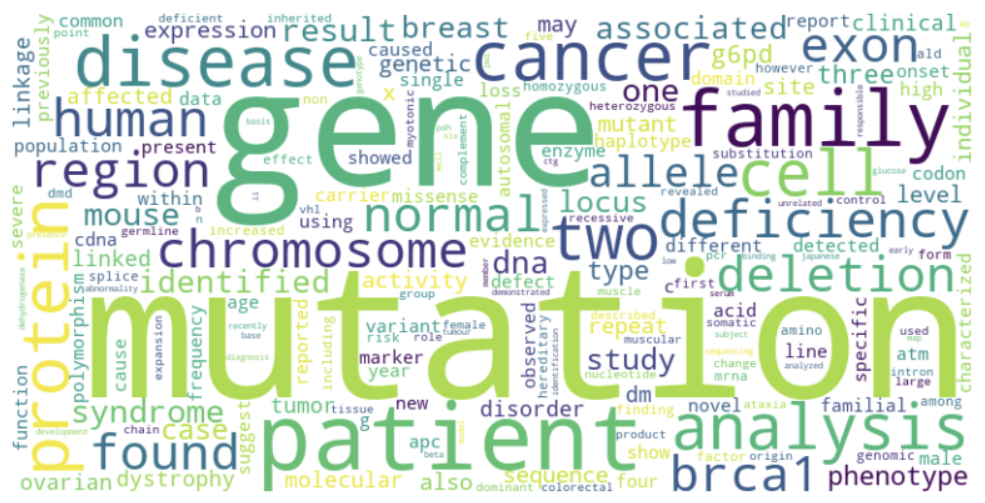 common deficient inherited expression result breast may associated report clinical
point caused five ald
linkage previously disease genetic cancer g6pd exon
affected data x single loss homozygous domain however three onset individual
non genotype human gene myotonic pah six heterozygous one family site high
population present basis complement autosomal mutant studied responsible
effect showed enzyme haplotype substitution
region allele cell glucose codon
dmd within carrier missense ctg expressed revealed unrelated control level
severe mouse vhl using normal locus recessive deficiency
presence germline increased evidence two different detected early form
cdna chromosome member pcr binding japanese
linked splice identified activity defect dna type low c first deletion
dehydrogenase abnormality group demonstrated muscle serum
protein polymorphism age mutation described acid specific characterized
expansion recently variant female observed hereditary repeat somatic amino used map
cause base risk role tumour muscular subject line atm
frequency reported including marker study change sequencing intron
diagnosis year identification nucleotide mrna analyzed large
function syndrome tumor new disorder dm novel familial among
tissue finding ataxia
chain case suggest g patient model product analysis
development found apc show factor origin genomic male
beta
ovarian dystrophy molecular also sequence four brca1 phenotype
dominant colorectal